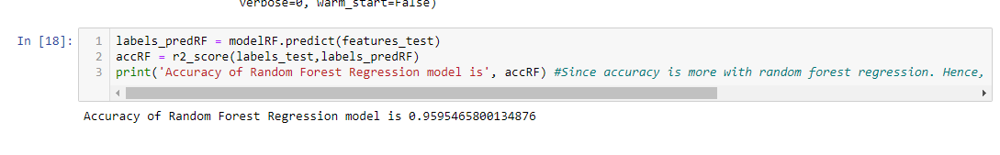 verbose=0, warm_start=False)
In [18]:
1 labels_predRF = modelRF.predict(features_test)
2 accRF = r2_score(labels_test,labels_predRF)
3 print('Accuracy of Random Forest Regression model is', accRF) #Since accuracy is more with random forest regression. Hence,
Accuracy of Random Forest Regression model is 0.9595465800134876